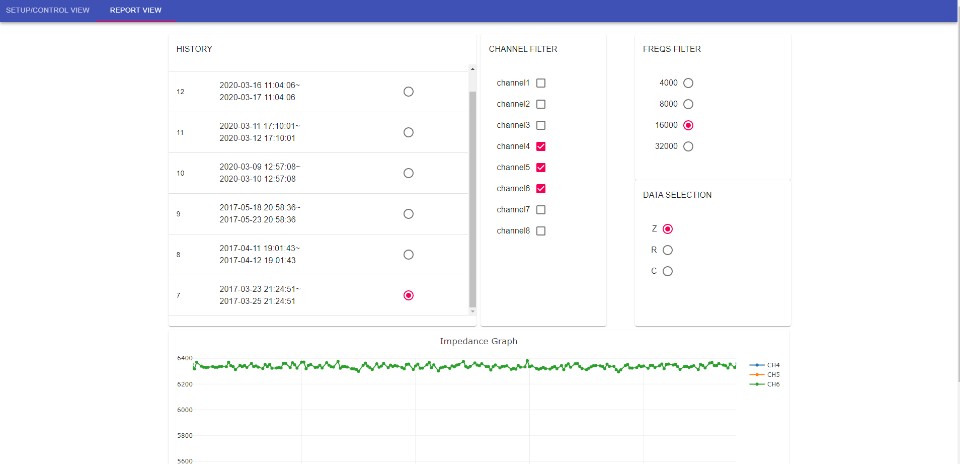 SETUP/CONTROL VIEW REPORT VIEW
HISTORY
12 2020-03-16 11:04:06~
2020-03-17 11:04:06
11 2020-03-11 17:10:01~
2020-03-12 17:10:01
10 2020-03-09 12:57:08~
2020-03-10 12:57:08
9 2017-05-18 20:58:36~
2017-05-23 20:58:36
8 2017-04-11 19:01:43~
2017-04-12 19:01:43
7 2017-03-23 21:24:51~
2017-03-25 21:24:51
CHANNEL FILTER
channel1
channel2
channel3
channel4
channel5
channel6
channel7
channel8
FREQS FILTER
4000
8000
16000
32000
DATA SELECTION
Z
R
C
Impedance Graph
6400
6200
6000
5800
5600
CH4
CH5
CH6